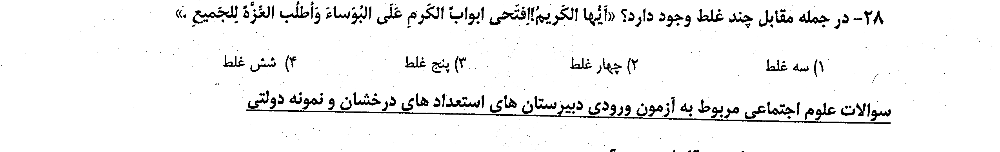 ۲۸- در جمله مقابل چند غلط وجود دارد؟ «اَیُّها الکَریمُ!اِفتَحی ابوابً الکَرمِ عَلَی البُوَساءَ وَاُطلُب العِّزَّةً لِلجَمیعِ .»
۱) سه غلط ۲) چهار غلط ۳) پنج غلط ۴) شش غلط
سوالات علوم اجتماعی مربوط به آزمون ورودی دبیرستان های استعداد های درخشان و نمونه دولتی